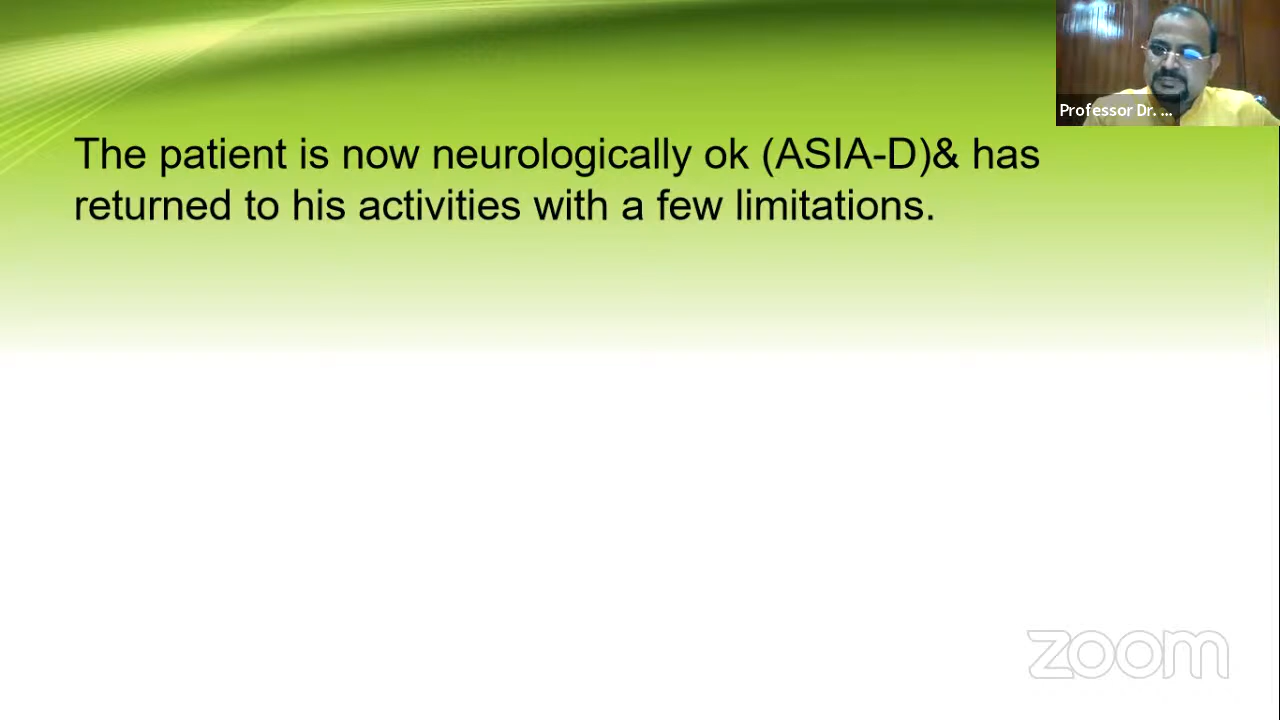 Professor Dr. ...
The patient is now neurologically ok (ASIA-D)& has
returned to his activities with a few limitations.
zoom